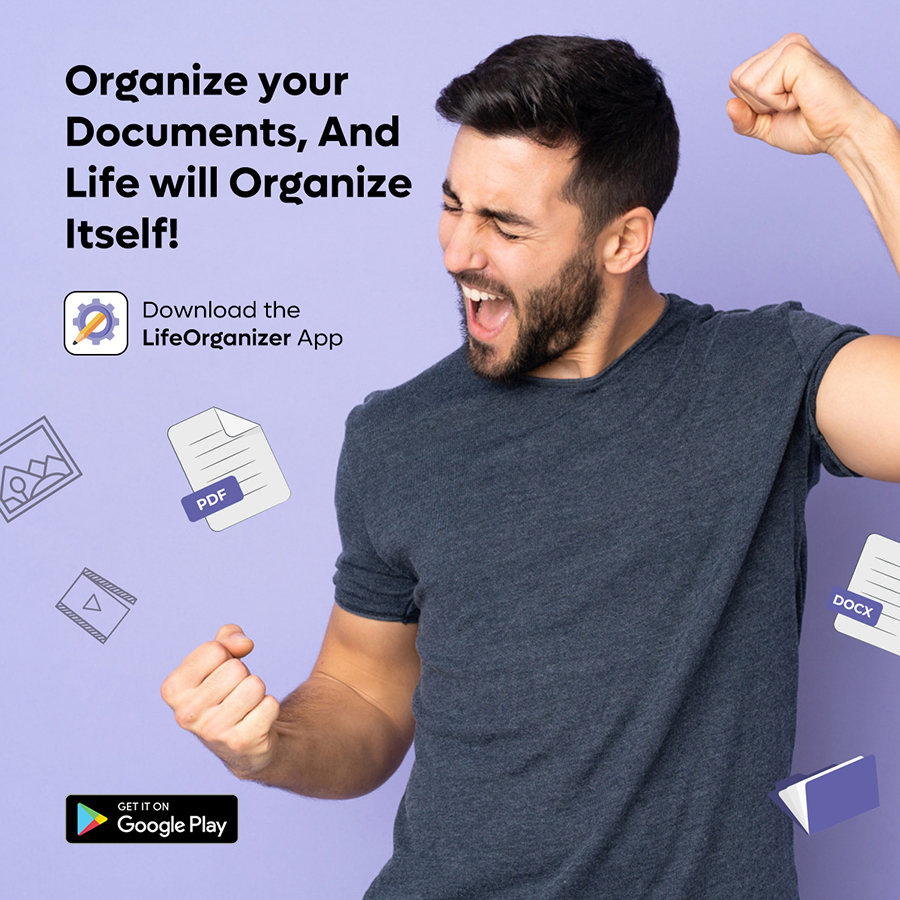 Organize your
Documents, And
Life will Organize
Itself!
Download the
LifeOrganizer App
PDF
DOCX
GET IT ON
Google Play